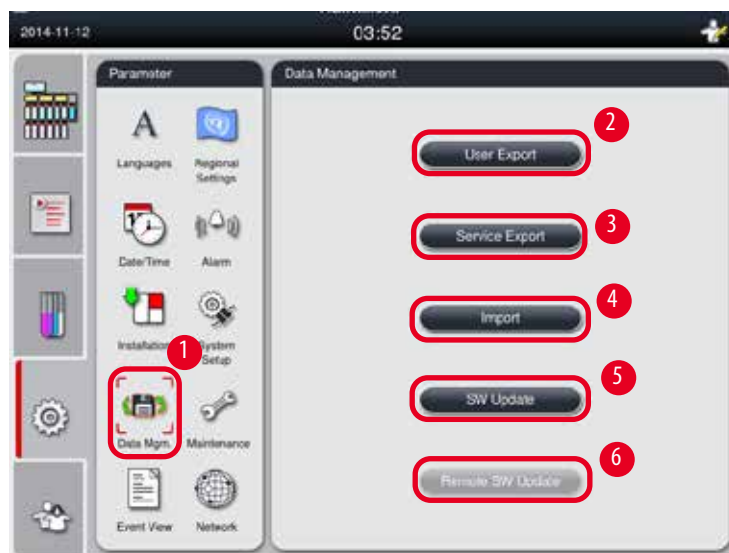 2014-11-12
03:52
Parameter
Data Management
Languages
Regional
Settings
Date/Time
Alarm
Installation
System
Setup
Data Mgm.
Maintenance
Event View
Network
User Export
Service Export
Import
SW Update
Remote SW Update
1
2
3
4
5
6